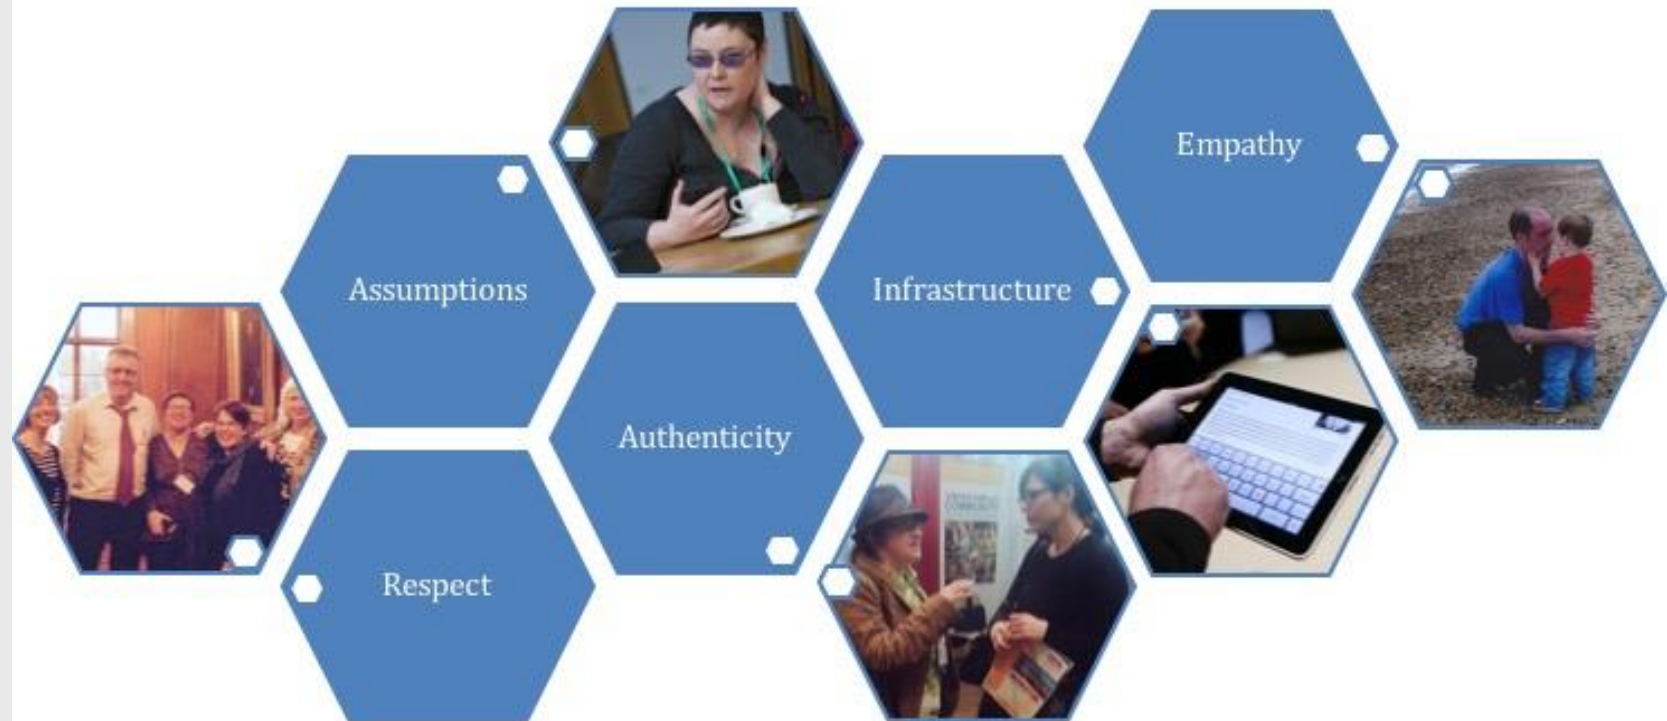 Empathy
Assumptions
Infrastructure
Authenticity
Respect